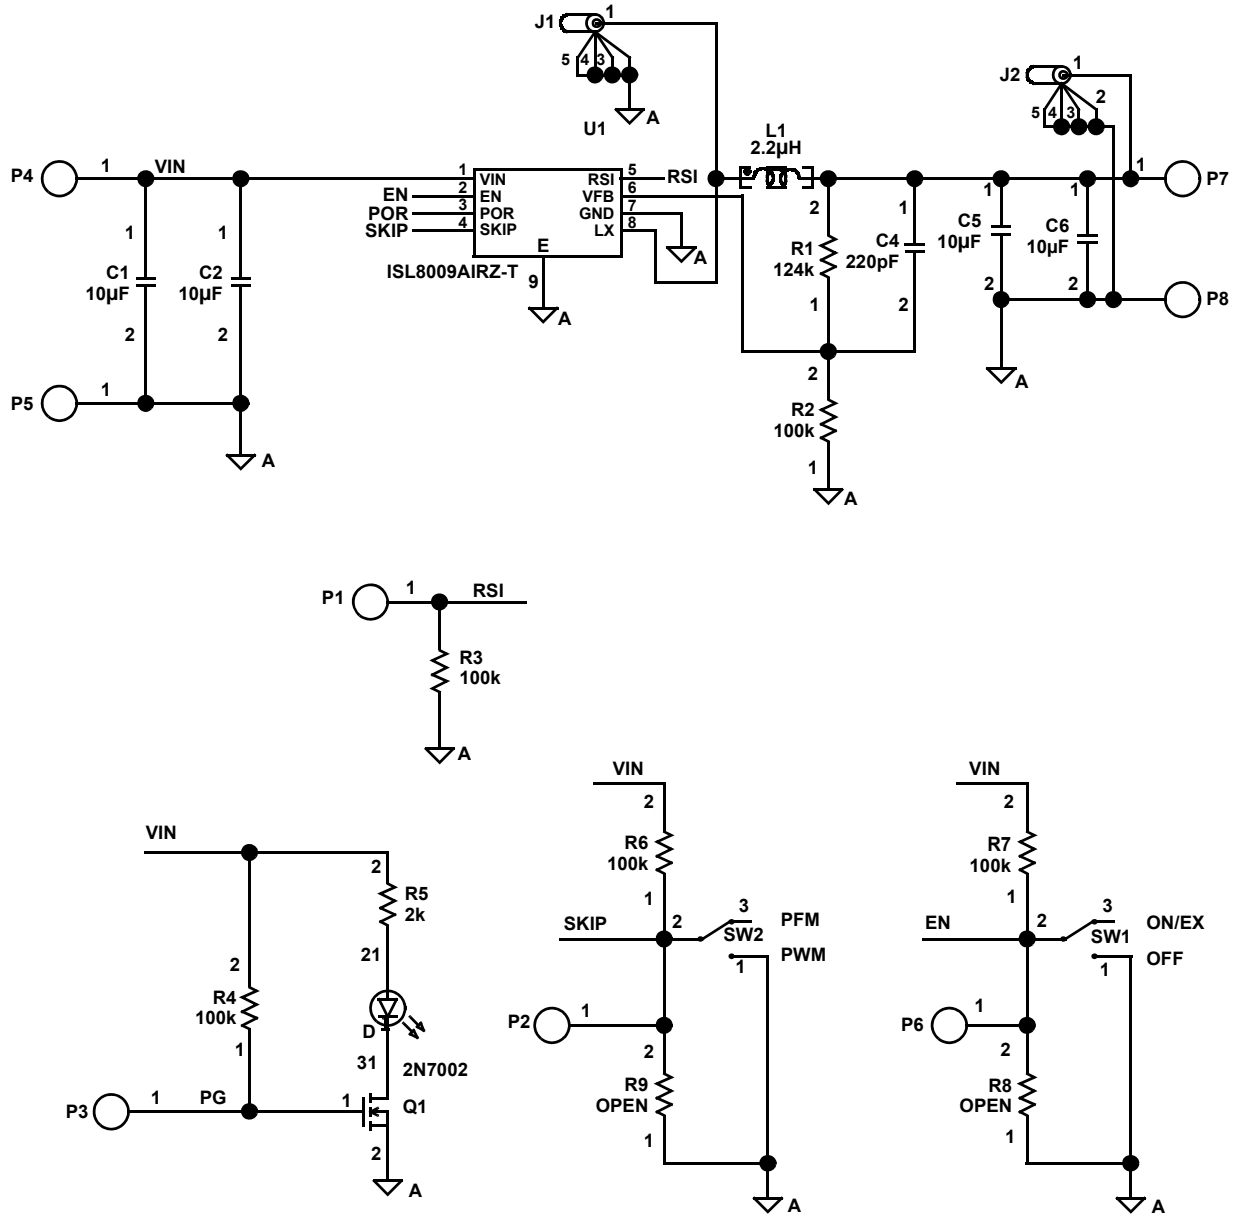 J1
1
5
4
3
A
U1
J2
1
2
5
4
3
P4
1
VIN
1
VIN
RSI
5
RSI
EN
2
EN
VFB
6
POR
3
POR
GND
7
SKIP
4
SKIP
LX
8
E
ISL8009AIRZ-T
9
A
A
L1
2.2µH
1
P7
1
C1
10µF
2
1
C2
10µF
2
P5
1
A
2
R1
124k
1
1
C4
220pF
2
1
C5
10µF
2
1
C6
10µF
2
P8
A
2
R2
100k
1
A
P1
1
RSI
R3
100k
A
VIN
2
R5
2k
21
2
R4
100k
1
D
31
2N7002
P3
1
PG
1
Q1
2
A
VIN
2
R6
100k
1
SKIP
2
3
PFM
SW2
PWM
1
P2
1
2
R9
OPEN
1
A
VIN
2
R7
100k
1
EN
2
3
ON/EX
SW1
OFF
1
P6
1
2
R8
OPEN
1
A